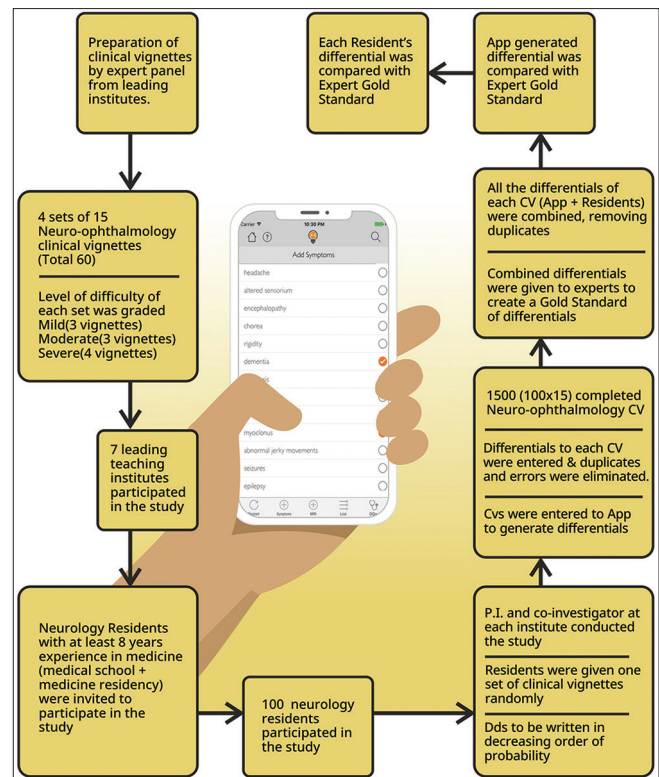 Preparation of
clinical vignettes
by expert panel
from leading
institutes.
4 sets of 15
Neuro-ophthalmology
clinical vignettes
(Total 60)
Level of difficulty of
each set was graded
Mild(3 vignettes)
Moderate(3 vignettes)
Severe(4 vignettes)
7 leading
teaching
institutes
participated
in the study
Neurology Residents
with at least 8 years
experience in medicine
(medical school +
medicine residency)
were invited to
participate in the
study
100 neurology
residents
participated in
the study
P.I. and co-investigator at
each institute conducted
the study
Residents were given one
set of clinical vignettes
randomly
Dds to be written in
decreasing order of
probability
1500 (100x15) completed
Neuro-ophthalmology CV
Differentials to each CV
were entered & duplicates
and errors were eliminated.
Cvs were entered to App
to generate differentials
All the differentials of
each CV (App + Residents)
were combined, removing
duplicates
Combined differentials
were given to experts to
create a Gold Standard
of differentials
App generated
differential was
compared with
Expert Gold
Standard
Each Resident's
differential was
compared with
Expert Gold
Standard
Carrier
10:30 PM
Add Symptoms
headache
altered sensorium
encephalopathy
chorea
rigidity
dementia
myoclonus
abnormal jerky movements
seizures
epilepsy
Symptoms
MRI
List